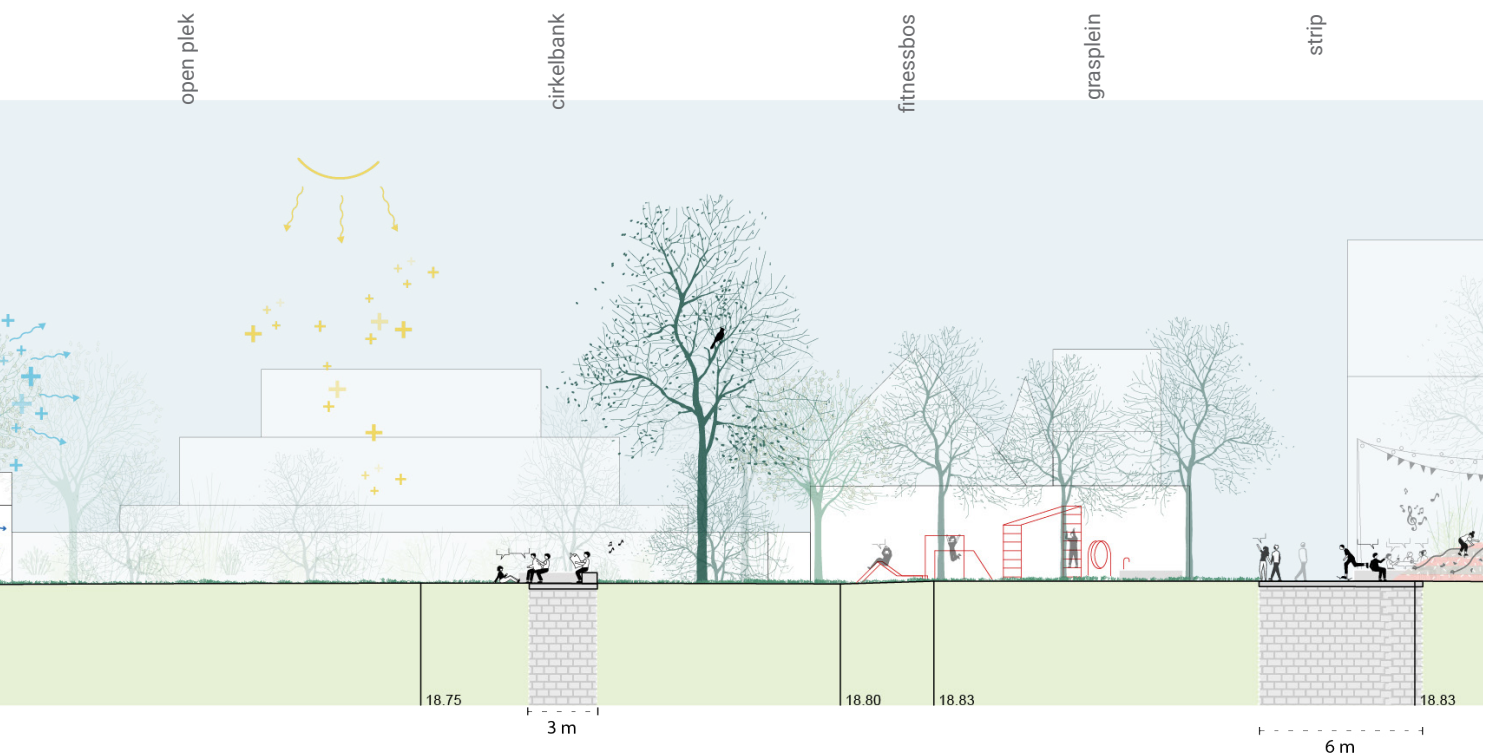 open plek
cirkelbank
fitnessbos
grasplein
strip
18.75
18.80
18.83
18.83
3 m
6 m